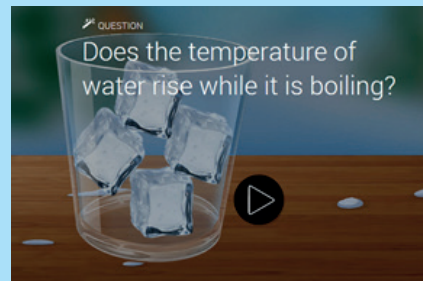 QUESTION
Does the temperature of
water rise while it is boiling?